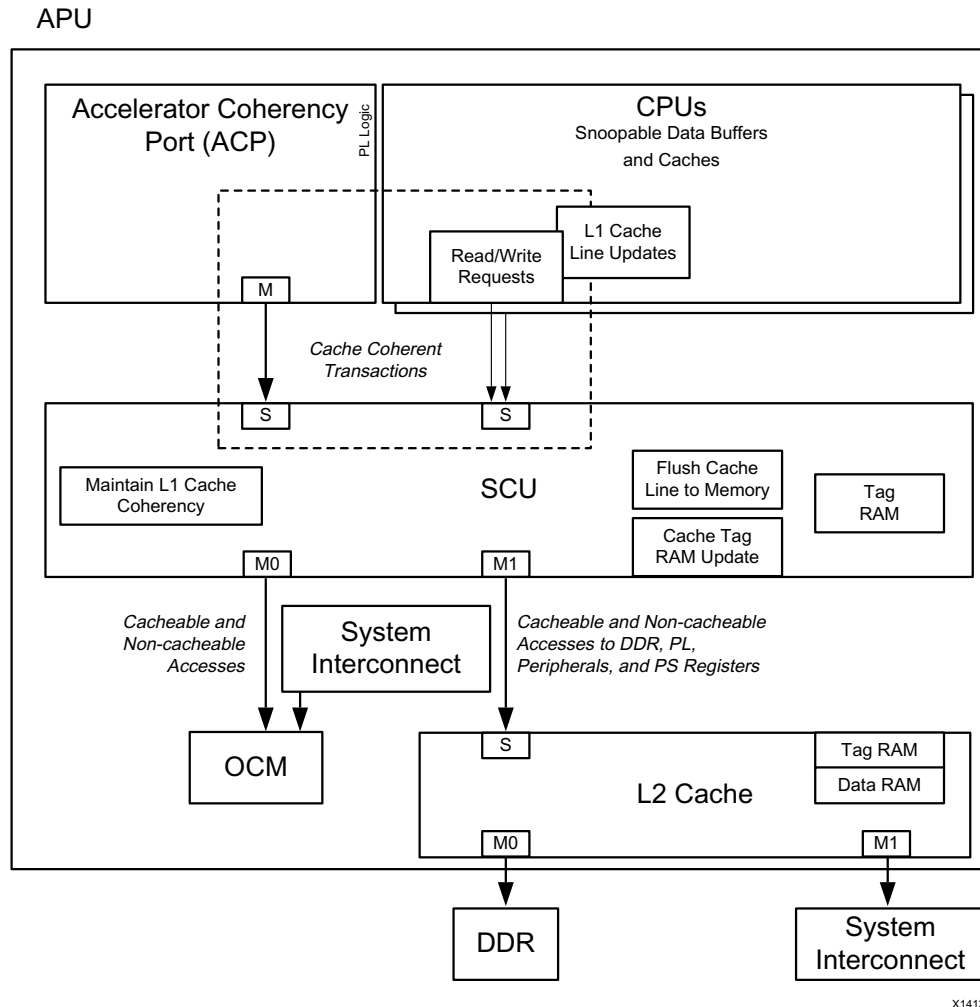 APU
Accelerator Coherency
Port (ACP)
PL Logic
CPUs
Snoopable Data Buffers
and Caches
L1 Cache
Line Updates
Read/Write
Requests
M
Cache Coherent
Transactions
S
S
Maintain L1 Cache
Coherency
SCU
Flush Cache
Line to Memory
Tag
RAM
Cache Tag
RAM Update
M0
M1
Cacheable and
Non-cacheable
Accesses
System
Interconnect
Cacheable and Non-cacheable
Accesses to DDR, PL,
Peripherals, and PS Registers
OCM
S
L2 Cache
Tag RAM
Data RAM
M0
M1
DDR
System
Interconnect